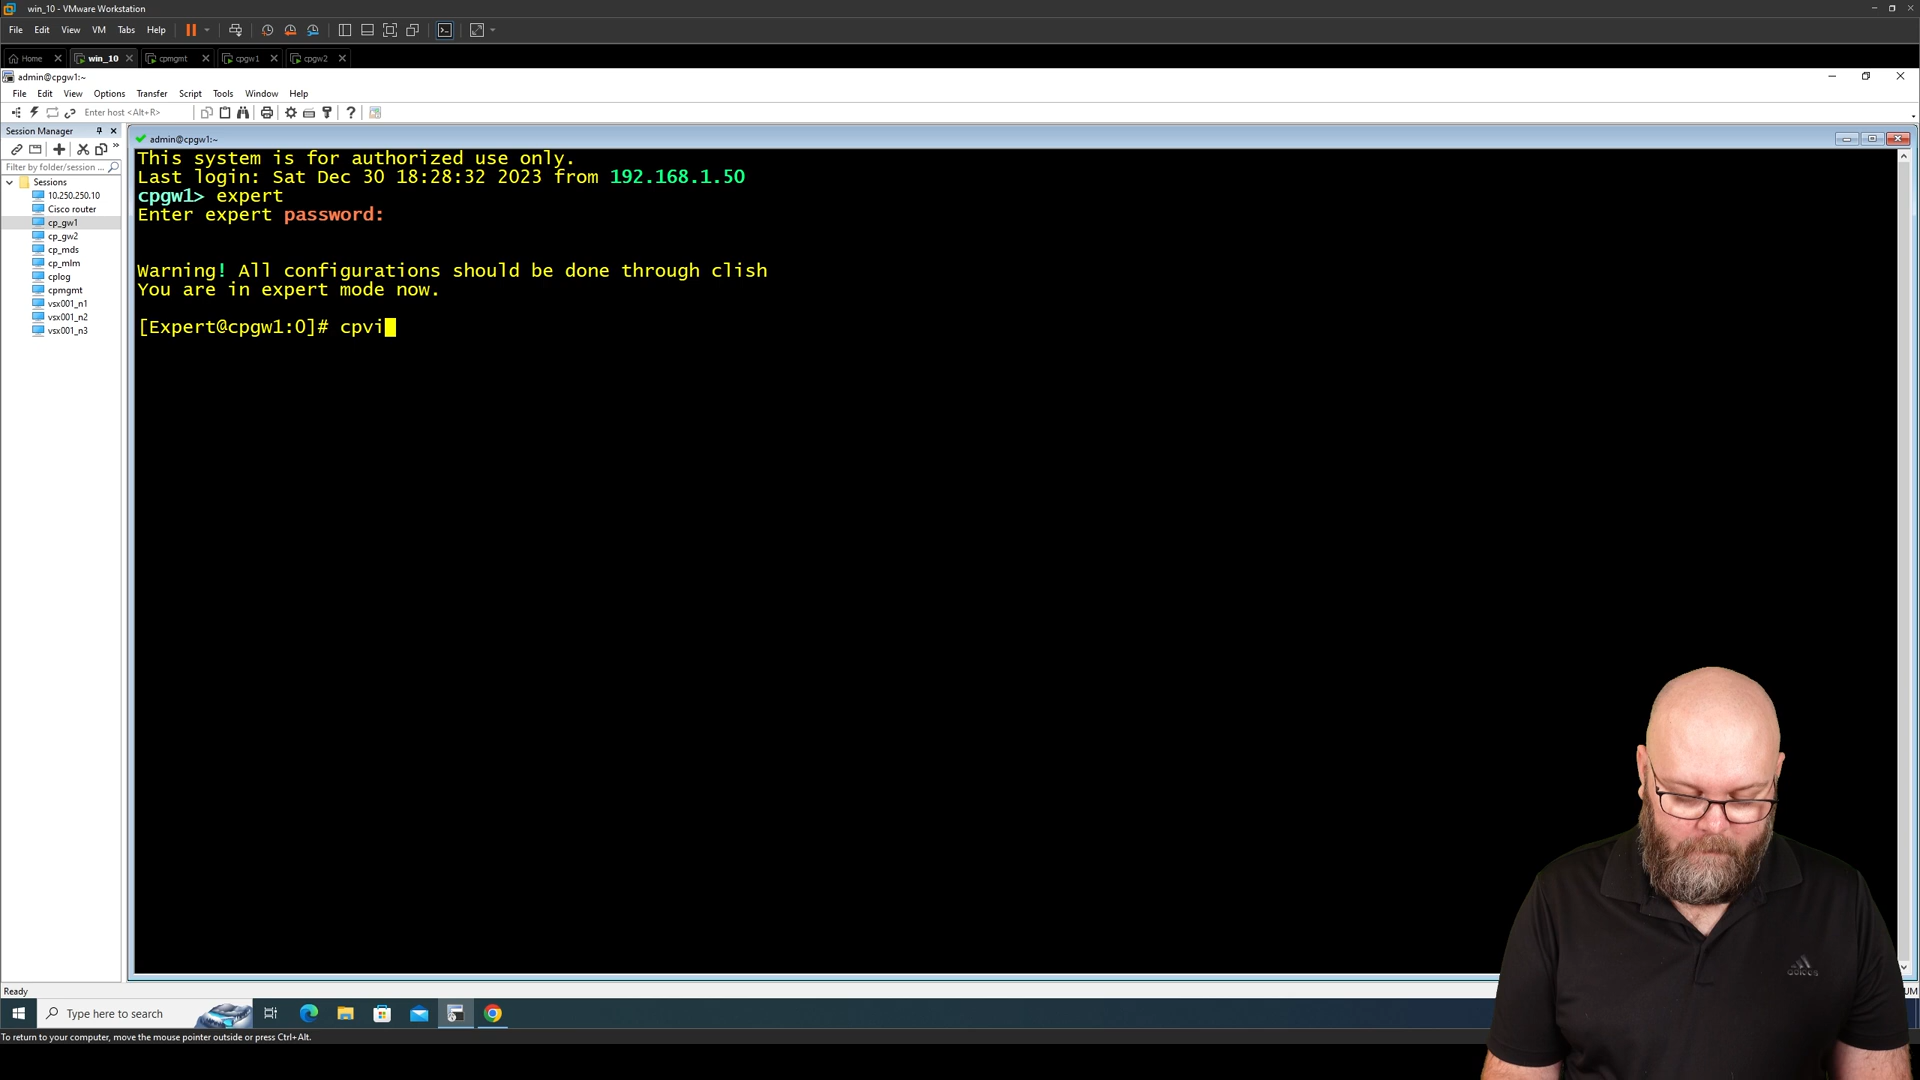 win_10 - VMware Workstation
File Edit View VM Tabs Help
Home win_10 cpmgmt cpgw1 cpgw2
admin@cpgw1:~
File Edit View Options Transfer Script Tools Window Help
Enter host <Alt+R>
Session Manager
admin@cpgw1:~
Filter by folder/session ...
Sessions
10.250.250.10
Cisco router
cp_gw1
cp_gw2
cp_mds
cp_mlm
cplog
cpmgmt
vsx001_n1
vsx001_n2
vsx001_n3
This system is for authorized use only.
Last login: Sat Dec 30 18:28:32 2023 from 192.168.1.50
cpgw1> expert
Enter expert password:
Warning! All configurations should be done through clish
You are in expert mode now.
[Expert@cpgw1:0]# cpvi
adidas
Ready
UM
Type here to search
To return to your computer, move the mouse pointer outside or press Ctrl+Alt.